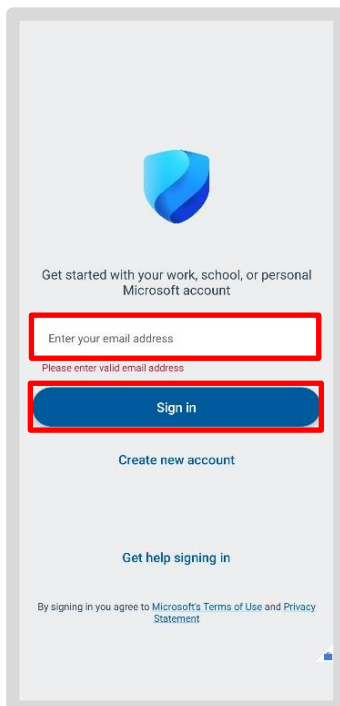 Get started with your work, school, or personal
Microsoft account
Enter your email address
Please enter valid email address
Sign in
Create new account
Get help signing in
By signing in you agree to Microsoft's Terms of Use and Privacy
Statement